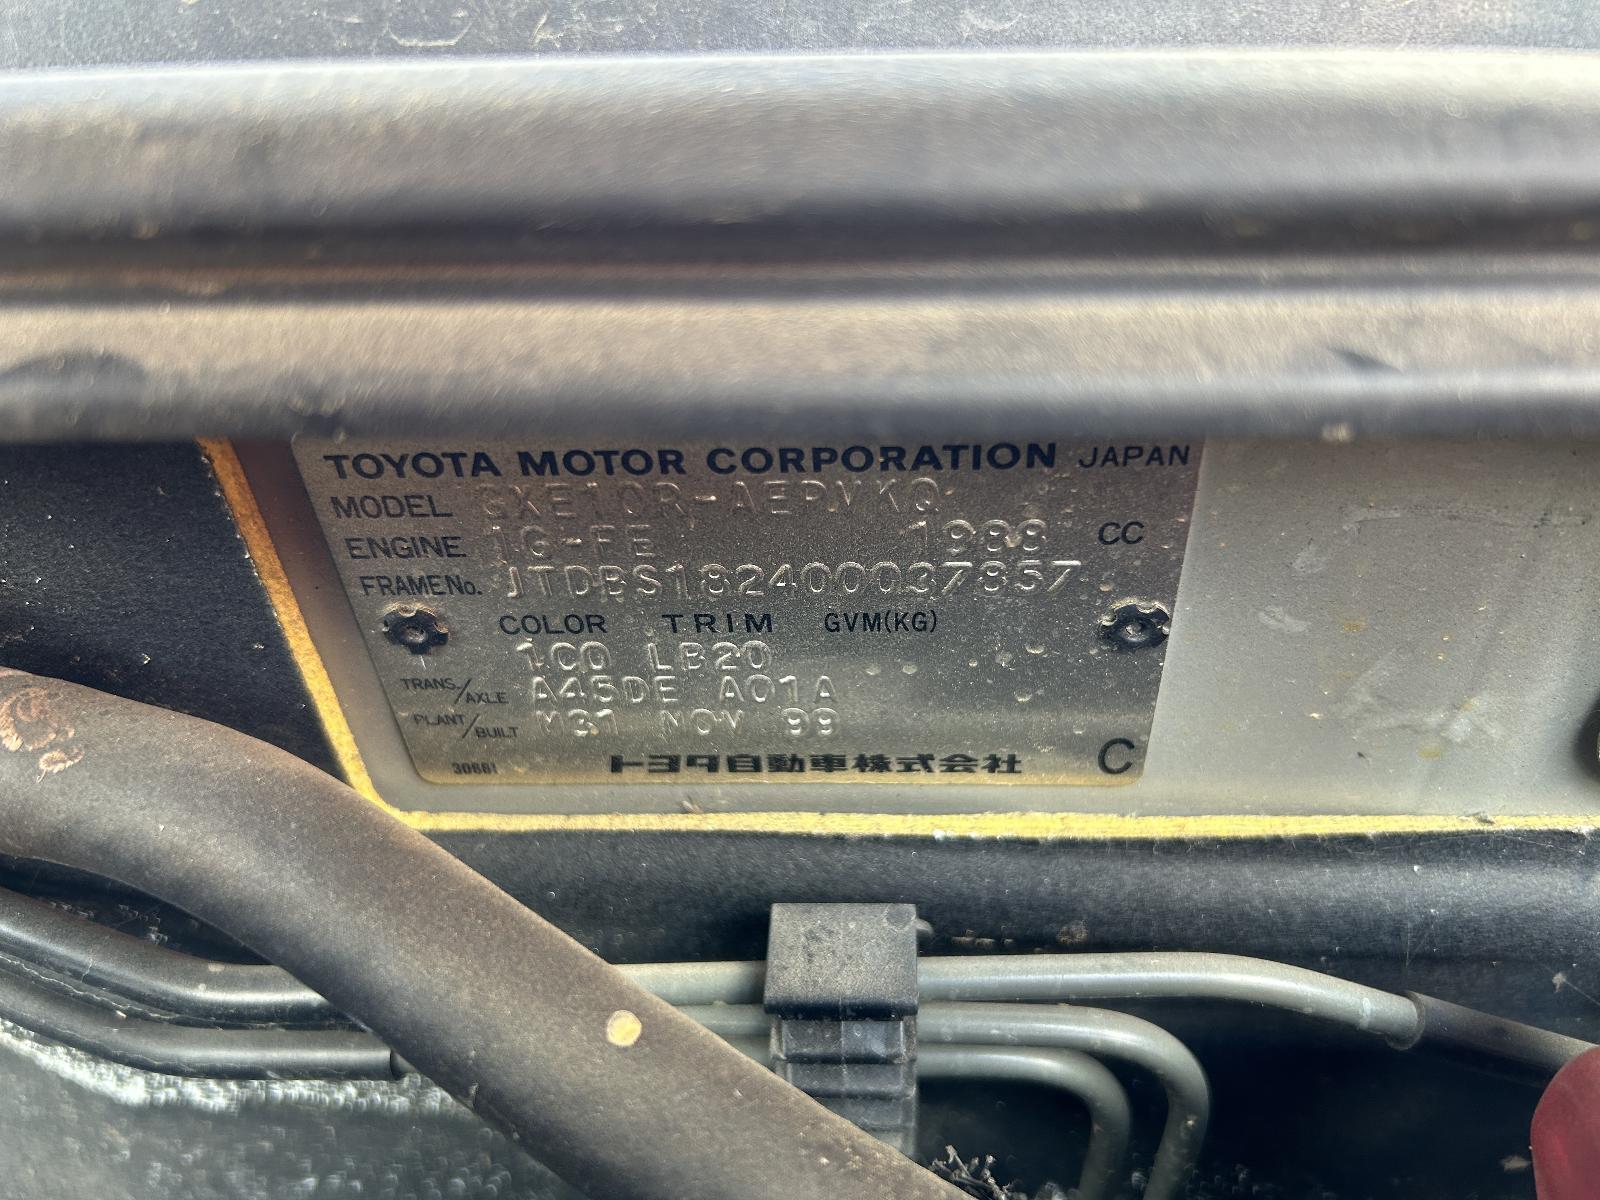 TOYOTA MOTOR CORPORATION JAPAN
MODEL GXE10R-AEPVKQ
ENGINE 1G-FE 1988 CC
FRAME No. JTDBS182400037857
COLOR TRIM GVM(KG)
1C0 LB20
TRANS./AXLE A45DE A01A
PLANT/BUILT M31 NOV 99
30661 トヨタ自動車株式会社 C